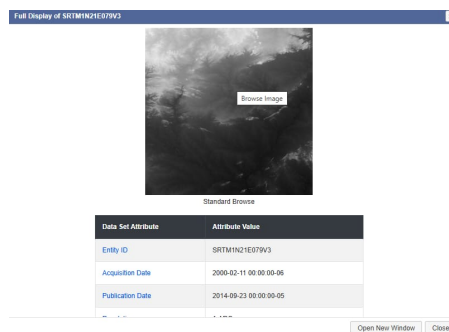 Full Display of SRTM1N21E079V3
Browse Image
Standard Browse
Data Set Attribute Attribute Value
Entity ID SRTM1N21E079V3
Acquisition Date 2000-02-11 00:00:00-06
Publication Date 2014-09-23 00:00:00-05
Open New Window Close